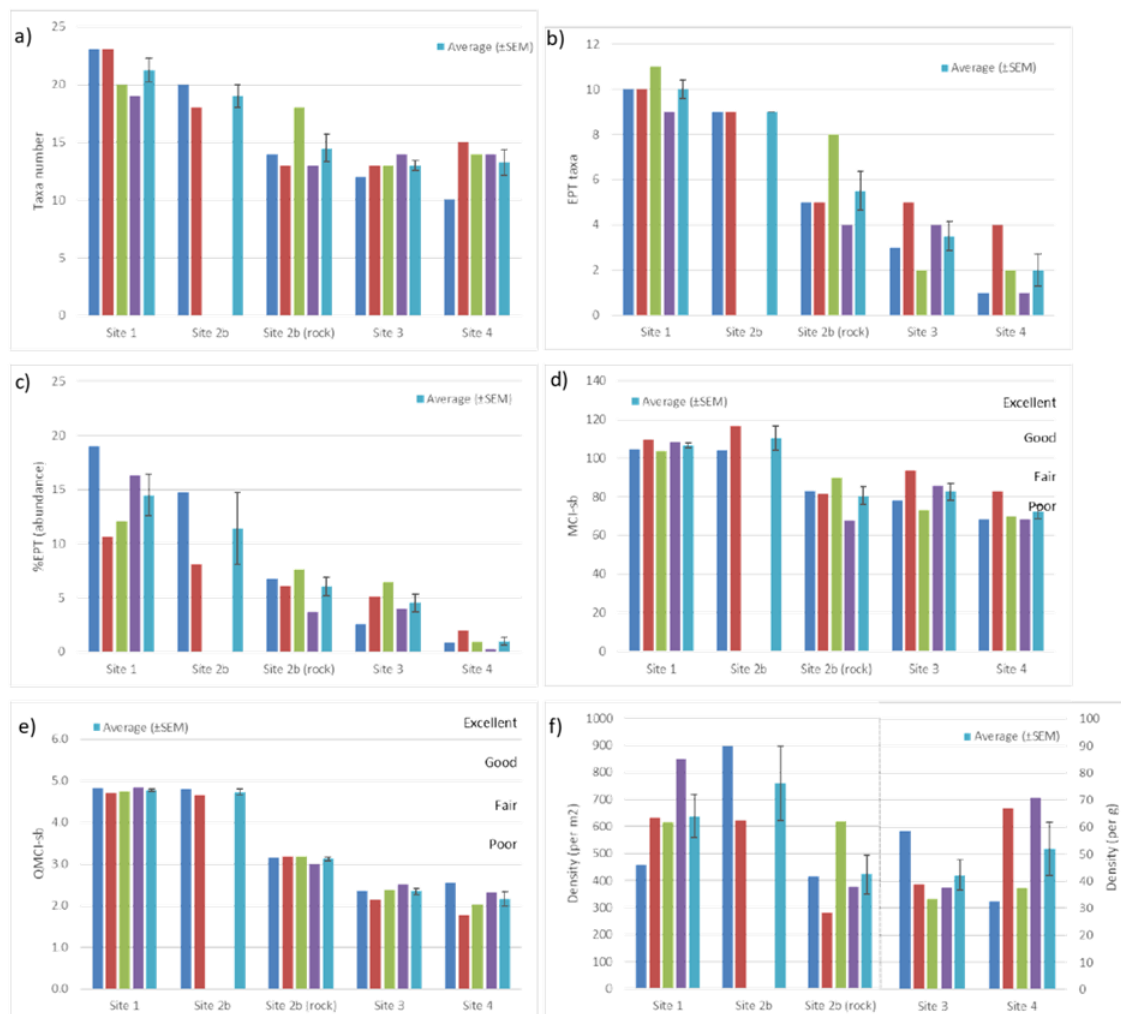 a)
Average (±SEM)
Taxa number
25
20
15
10
5
0
Site 1 Site 2b Site 2b (rock) Site 3 Site 4
b)
Average (±SEM)
EPT taxa
12
10
8
6
4
2
0
Site 1 Site 2b Site 2b (rock) Site 3 Site 4
c)
Average (±SEM)
%EPT (abundance)
25
20
15
10
5
0
Site 1 Site 2b Site 2b (rock) Site 3 Site 4
d)
Average (±SEM)
MCI-sb
140
120
100
80
60
40
20
0
Excellent
Good
Fair
Poor
Site 1 Site 2b Site 2b (rock) Site 3 Site 4
e)
Average (±SEM)
QMCI-sb
6.0
5.0
4.0
3.0
2.0
1.0
0.0
Excellent
Good
Fair
Poor
Site 1 Site 2b Site 2b (rock) Site 3 Site 4
f)
Average (±SEM)
Density (per m2)
1000
900
800
700
600
500
400
300
200
100
0
Site 1 Site 2b Site 2b (rock) Site 3 Site 4
100
90
80
70
60
50
40
30
20
10
0
Density (per g)